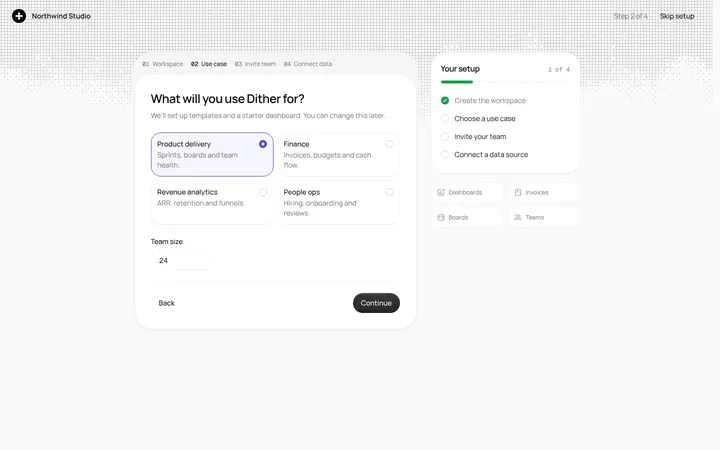 Northwind Studio
Step 2 of 4 Skip setup
01 Workspace 02 Use case 03 Invite team 04 Connect data
What will you use Dither for?
We'll set up templates and a starter dashboard. You can change this later.
Product delivery
Sprints, boards and team
health.
Finance
Invoices, budgets and cash
flow.
Revenue analytics
ARR, retention and funnels.
People ops
Hiring, onboarding and
reviews.
Team size
24
Back
Continue
Your setup
1 of 4
Create the workspace
Choose a use case
Invite your team
Connect a data source
Dashboards
Invoices
Boards
Teams